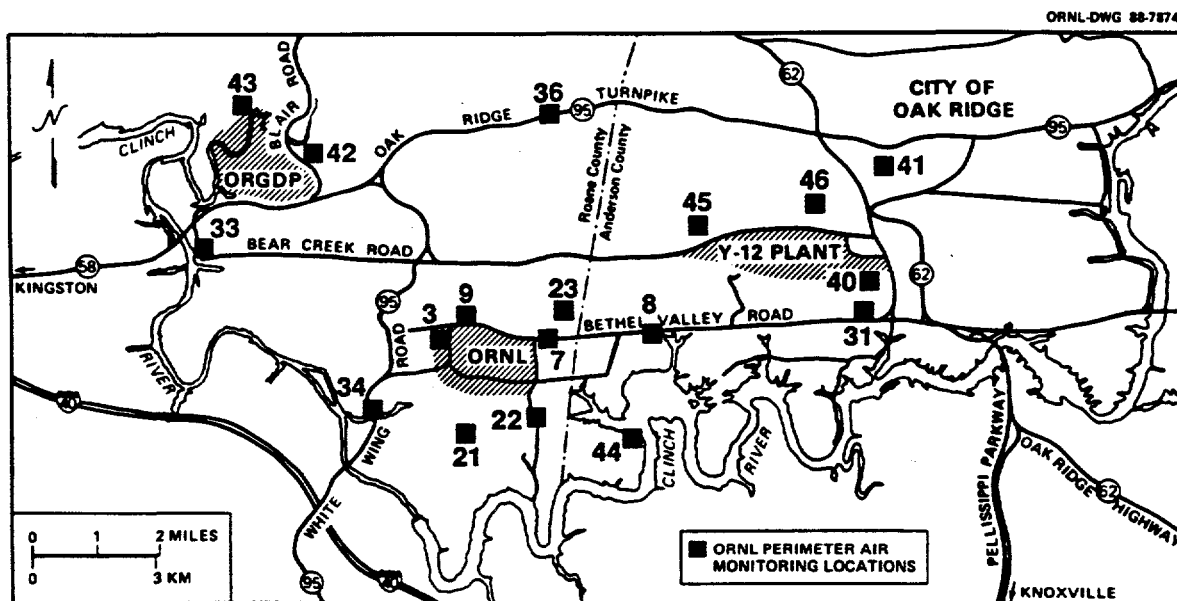 ORNL-DWG 88-7874
N
CLINCH
43
BLAIR ROAD
42
ORGDP
33
OAK
RIDGE
36
95
TURNPIKE
62
CITY OF
OAK RIDGE
95
41
46
45
Roane County
Anderson County
BEAR CREEK ROAD
Y-12 PLANT
58
KINGSTON
40
62
95
ROAD
3
9
23
8
BETHEL VALLEY ROAD
31
ORNL
7
RIVER
34
WING
WHITE
22
21
44
CLINCH
RIVER
40
40
95
PELLISSIPPI PARKWAY
OAK RIDGE
62
HIGHWAY
KNOXVILLE
0 1 2 MILES
0 3 KM
ORNL PERIMETER AIR
MONITORING LOCATIONS